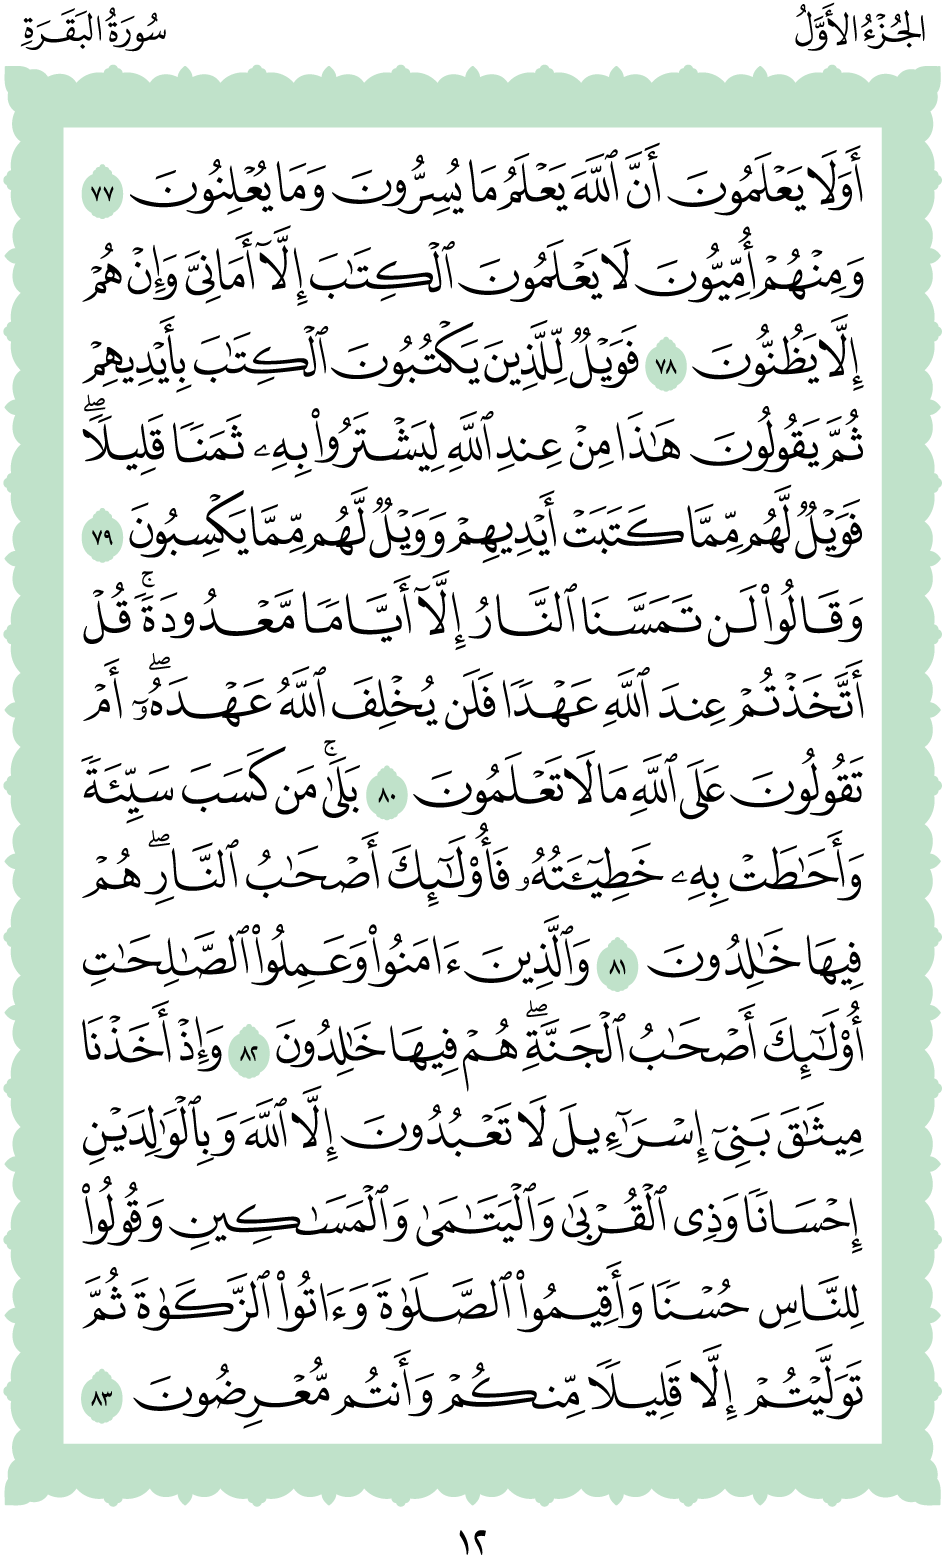 الجُزْءُ الأَوَّلُ
سُورَةُ البَقَرَةِ
أَوَلَا يَعْلَمُونَ أَنَّ ٱللَّهَ يَعْلَمُ مَا يُسِرُّونَ وَمَا يُعْلِنُونَ ٧٧
وَمِنْهُمْ أُمِّيُّونَ لَا يَعْلَمُونَ ٱلْكِتَٰبَ إِلَّآ أَمَانِيَّ وَإِنْ هُمْ
إِلَّا يَظُنُّونَ ٧٨ فَوَيْلٌ لِّلَّذِينَ يَكْتُبُونَ ٱلْكِتَٰبَ بِأَيْدِيهِمْ
ثُمَّ يَقُولُونَ هَٰذَا مِنْ عِندِ ٱللَّهِ لِيَشْتَرُوا۟ بِهِۦ ثَمَنًا قَلِيلًا ۖ
فَوَيْلٌ لَّهُم مِّمَّا كَتَبَتْ أَيْدِيهِمْ وَوَيْلٌ لَّهُم مِّمَّا يَكْسِبُونَ ٧٩
وَقَالُوا۟ لَن تَمَسَّنَا ٱلنَّارُ إِلَّآ أَيَّامًا مَّعْدُودَةً ۚ قُلْ
أَتَّخَذْتُمْ عِندَ ٱللَّهِ عَهْدًا فَلَن يُخْلِفَ ٱللَّهُ عَهْدَهُۥٓ ۖ أَمْ
تَقُولُونَ عَلَى ٱللَّهِ مَا لَا تَعْلَمُونَ ٨٠ بَلَىٰ ۚ مَن كَسَبَ سَيِّئَةً
وَأَحَٰطَتْ بِهِۦ خَطِيٓـَٔتُهُۥ فَأُو۟لَٰٓئِكَ أَصْحَٰبُ ٱلنَّارِ ۖ هُمْ
فِيهَا خَٰلِدُونَ ٨١ وَٱلَّذِينَ ءَامَنُوا۟ وَعَمِلُوا۟ ٱلصَّٰلِحَٰتِ
أُو۟لَٰٓئِكَ أَصْحَٰبُ ٱلْجَنَّةِ ۖ هُمْ فِيهَا خَٰلِدُونَ ٨٢ وَإِذْ أَخَذْنَا
مِيثَٰقَ بَنِىٓ إِسْرَٰٓءِيلَ لَا تَعْبُدُونَ إِلَّا ٱللَّهَ وَبِٱلْوَٰلِدَيْنِ
إِحْسَانًا وَذِى ٱلْقُرْبَىٰ وَٱلْيَتَٰمَىٰ وَٱلْمَسَٰكِينِ وَقُولُوا۟
لِلنَّاسِ حُسْنًا وَأَقِيمُوا۟ ٱلصَّلَوٰةَ وَءَاتُوا۟ ٱلزَّكَوٰةَ ثُمَّ
تَوَلَّيْتُمْ إِلَّا قَلِيلًا مِّنكُمْ وَأَنتُم مُّعْرِضُونَ ٨٣
١٢